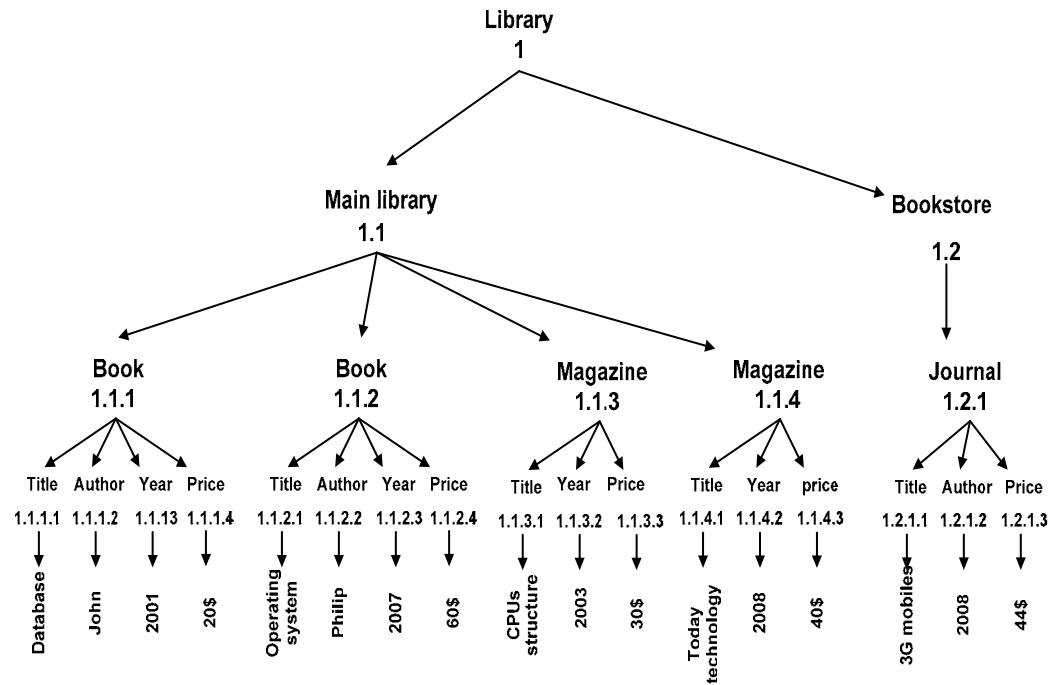 Library
1
Main library
1.1
Bookstore
1.2
Book
1.1.1
Book
1.1.2
Magazine
1.1.3
Magazine
1.1.4
Journal
1.2.1
Title Author Year Price
1.1.1.1 1.1.1.2 1.1.13 1.1.1.4
Database
John
2001
20$
Title Author Year Price
1.1.2.1 1.1.2.2 1.1.2.3 1.1.2.4
Operating
system
Philip
2007
60$
Title Year Price
1.1.3.1 1.1.3.2 1.1.3.3
CPUs
structure
2003
30$
Title Year price
1.1.4.1 1.1.4.2 1.1.4.3
Today
technology
2008
40$
Title Author Price
1.2.1.1 1.2.1.2 1.2.1.3
3G mobiles
2008
44$